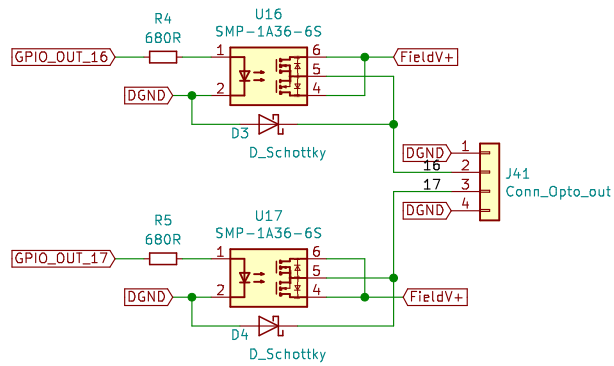 R4
680R
U16
SMP-1A36-6S
GPIO_OUT_16
1
2
6
5
4
FieldV+
DGND
D3
D_Schottky
DGND
16
17
DGND
1
2
3
4
J41
Conn_Opto_out
R5
680R
U17
SMP-1A36-6S
GPIO_OUT_17
1
2
6
5
4
DGND
FieldV+
D4
D_Schottky